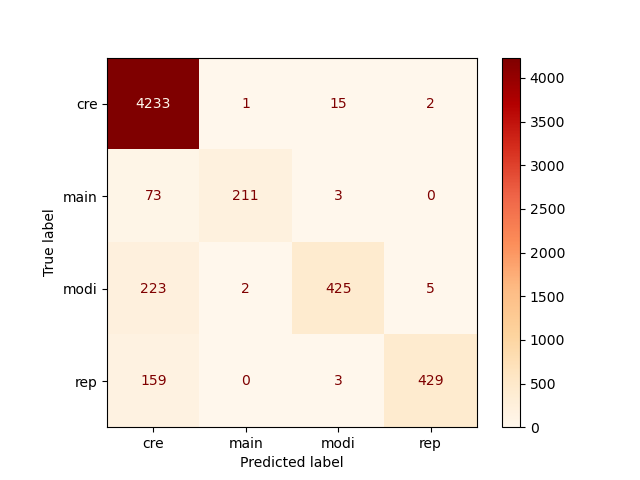 cre 4233 1 15 2
main 73 211 3 0
modi 223 2 425 5
rep 159 0 3 429
cre main modi rep
Predicted label
True label
4000
3500
3000
2500
2000
1500
1000
500
0